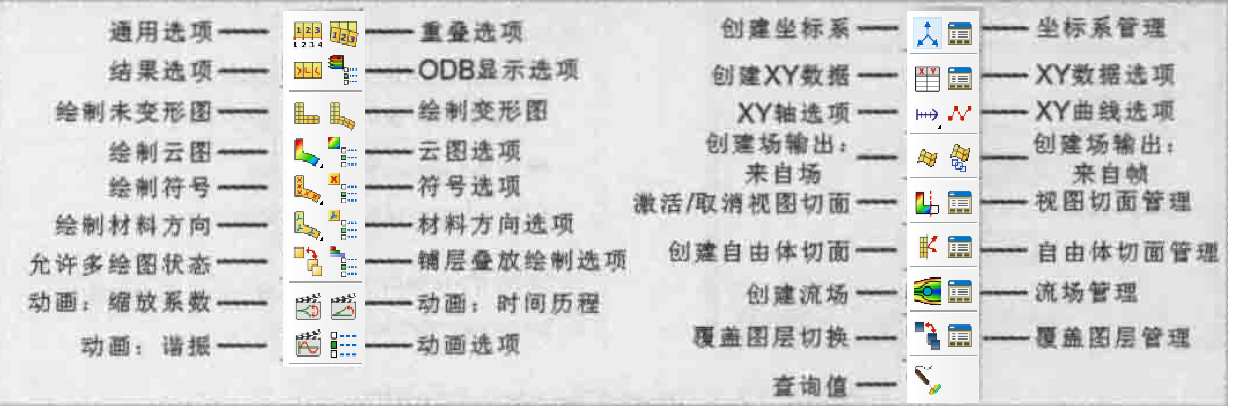 通用选项
重叠选项
结果选项
ODB显示选项
绘制未变形图
绘制变形图
绘制云图
云图选项
绘制符号
符号选项
绘制材料方向
材料方向选项
允许多绘图状态
铺层叠放绘制选项
动画：缩放系数
动画：时间历程
动画：谐振
动画选项
创建坐标系
坐标系管理
创建XY数据
XY数据选项
XY轴选项
XY曲线选项
创建场输出：
来自场
创建场输出：
来自帧
激活/取消视图切面
视图切面管理
创建自由体切面
自由体切面管理
创建流场
流场管理
覆盖图层切换
覆盖图层管理
查询值